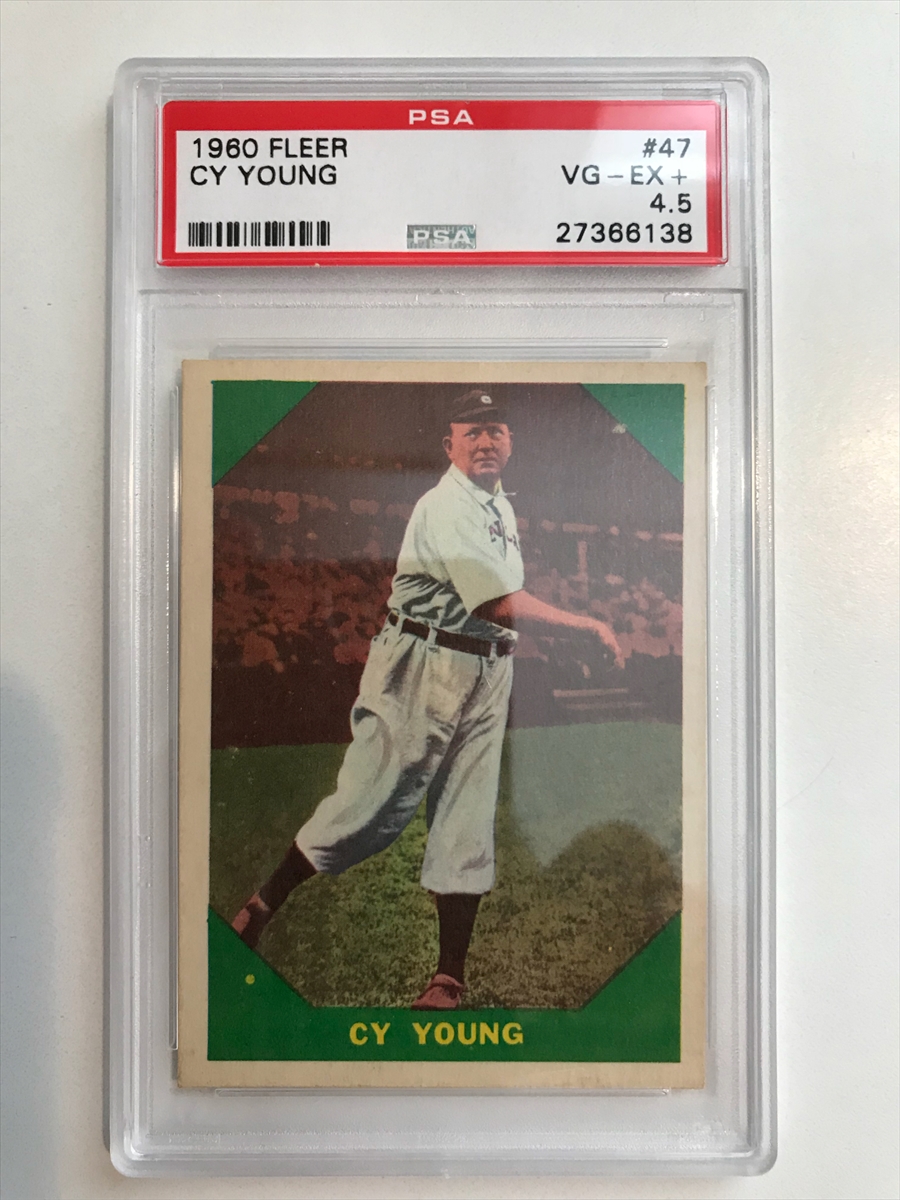 PSA
1960 FLEER #47
CY YOUNG VG-EX+
4.5
PSA 27366138
C
CY YOUNG